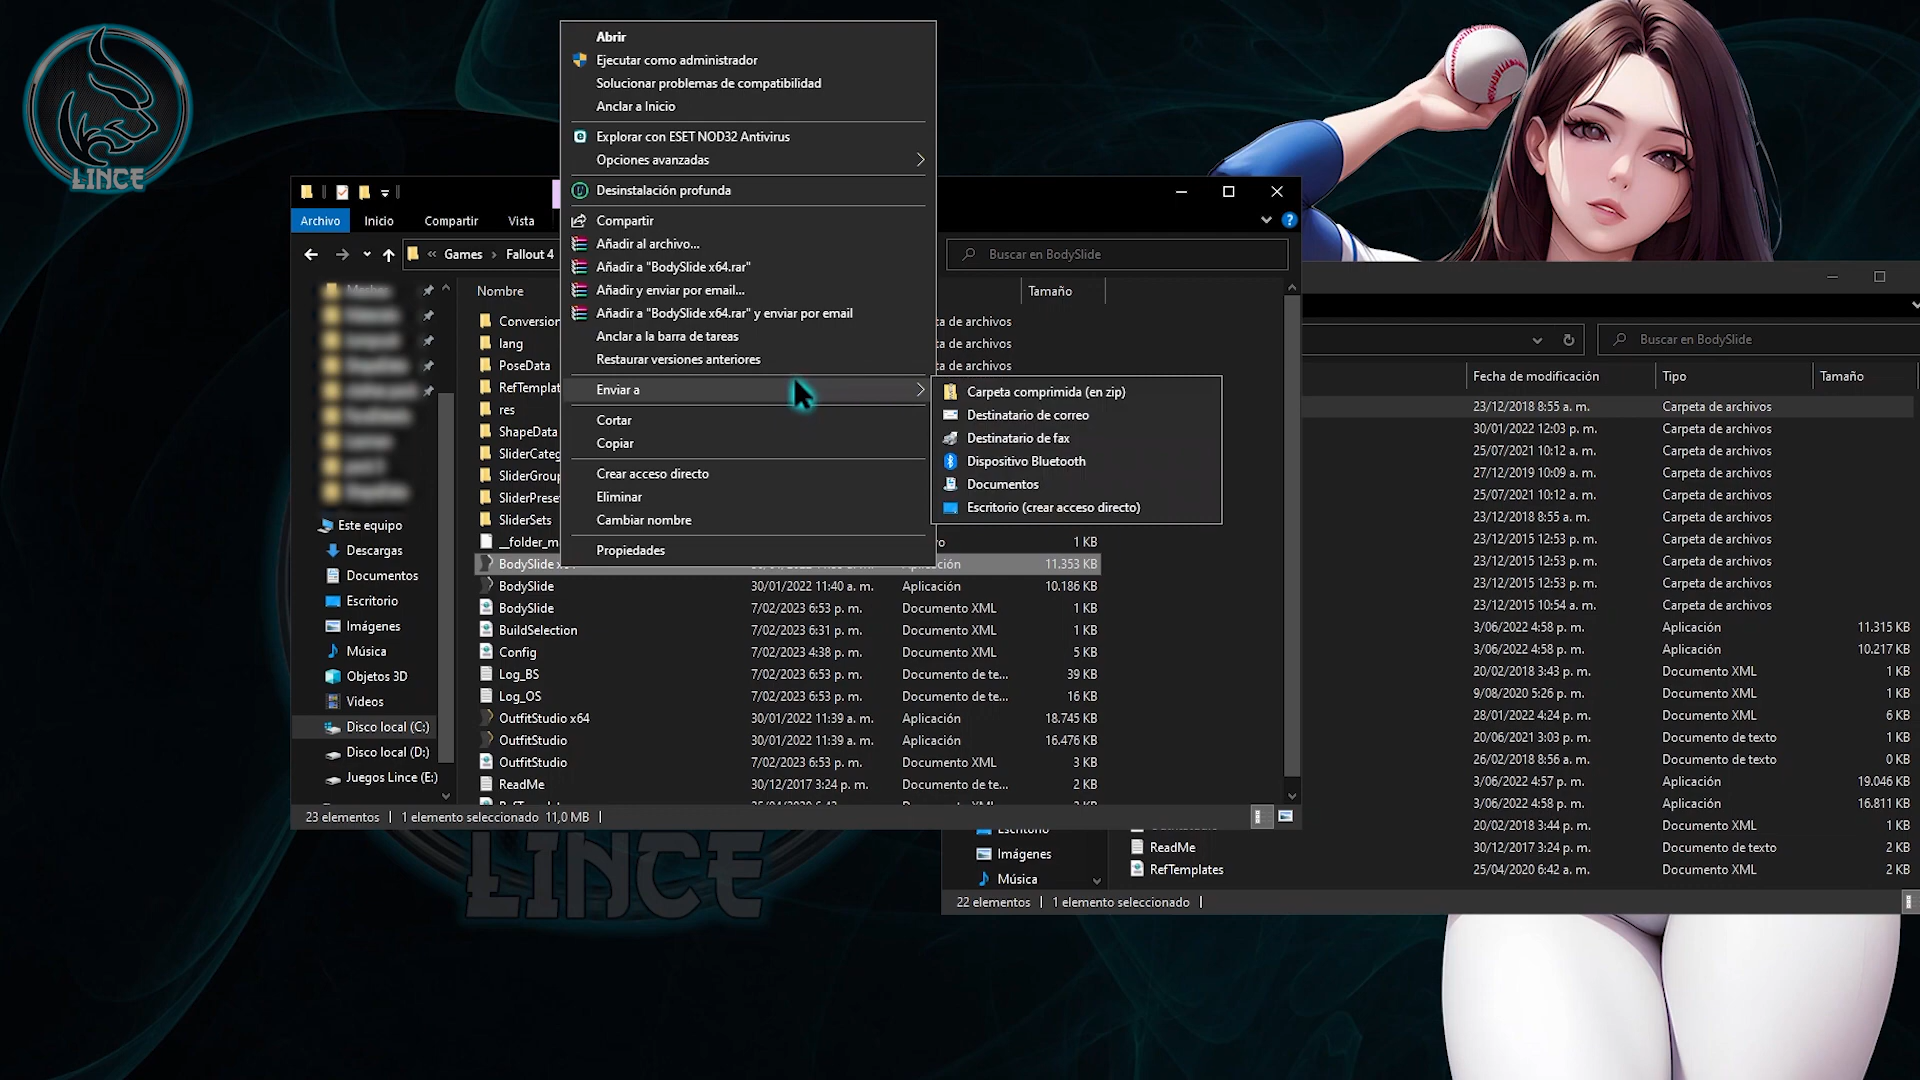 LINCE
Abrir
Ejecutar como administrador
Solucionar problemas de compatibilidad
Anclar a Inicio
Explorar con ESET NOD32 Antivirus
Opciones avanzadas
Desinstalación profunda
Compartir
Añadir al archivo...
Añadir a "BodySlide x64.rar"
Añadir y enviar por email...
Añadir a "BodySlide x64.rar" y enviar por email
Anclar a la barra de tareas
Restaurar versiones anteriores
Enviar a
Cortar
Copiar
Crear acceso directo
Eliminar
Cambiar nombre
Propiedades
Carpeta comprimida (en zip)
Destinatario de correo
Destinatario de fax
Dispositivo Bluetooth
Documentos
Escritorio (crear acceso directo)
Archivo Inicio Compartir Vista
Games Fallout 4
Buscar en BodySlide
Nombre Tamaño
Conversion
lang
PoseData
RefTemplat
res
ShapeData
SliderCateg
SliderGroup
SliderPreset
SliderSets
__folder_m 1 KB
BodySlide 11.353 KB
BodySlide 30/01/2022 11:40 a. m. Aplicación 10.186 KB
BodySlide 7/02/2023 6:53 p. m. Documento XML 1 KB
BuildSelection 7/02/2023 6:31 p. m. Documento XML 1 KB
Config 7/02/2023 4:38 p. m. Documento XML 5 KB
Log_BS 7/02/2023 6:53 p. m. Documento de te... 39 KB
Log_OS 7/02/2023 6:53 p. m. Documento de te... 16 KB
OutfitStudio x64 30/01/2022 11:39 a. m. Aplicación 18.745 KB
OutfitStudio 30/01/2022 11:39 a. m. Aplicación 16.476 KB
OutfitStudio 7/02/2023 6:53 p. m. Documento XML 3 KB
ReadMe 30/12/2017 3:24 p. m. Documento de te... 2 KB
ta de archivos
ta de archivos
ta de archivos
Este equipo
Descargas
Documentos
Escritorio
Imágenes
Música
Objetos 3D
Videos
Disco local (C:)
Disco local (D:)
Juegos Lince (E:)
23 elementos 1 elemento seleccionado 11,0 MB
Buscar en BodySlide
Fecha de modificación Tipo Tamaño
23/12/2018 8:55 a. m. Carpeta de archivos
30/01/2022 12:03 p. m. Carpeta de archivos
25/07/2021 10:12 a. m. Carpeta de archivos
27/12/2019 10:09 a. m. Carpeta de archivos
25/07/2021 10:12 a. m. Carpeta de archivos
23/12/2018 8:55 a. m. Carpeta de archivos
23/12/2015 12:53 p. m. Carpeta de archivos
23/12/2015 12:53 p. m. Carpeta de archivos
23/12/2015 12:53 p. m. Carpeta de archivos
23/12/2015 10:54 a. m. Carpeta de archivos
3/06/2022 4:58 p. m. Aplicación 11.315 KB
3/06/2022 4:58 p. m. Aplicación 10.217 KB
20/02/2018 3:43 p. m. Documento XML 1 KB
9/08/2020 5:26 p. m. Documento XML 1 KB
28/01/2022 4:24 p. m. Documento XML 6 KB
20/06/2021 3:03 p. m. Documento de texto 1 KB
26/02/2018 8:56 a. m. Documento de texto 0 KB
3/06/2022 4:57 p. m. Aplicación 19.046 KB
3/06/2022 4:58 p. m. Aplicación 16.811 KB
20/02/2018 3:44 p. m. Documento XML 1 KB
ReadMe 30/12/2017 3:24 p. m. Documento de texto 2 KB
RefTemplates 25/04/2020 6:42 a. m. Documento XML 2 KB
Escritorio
Imágenes
Música
22 elementos 1 elemento seleccionado
LINCE